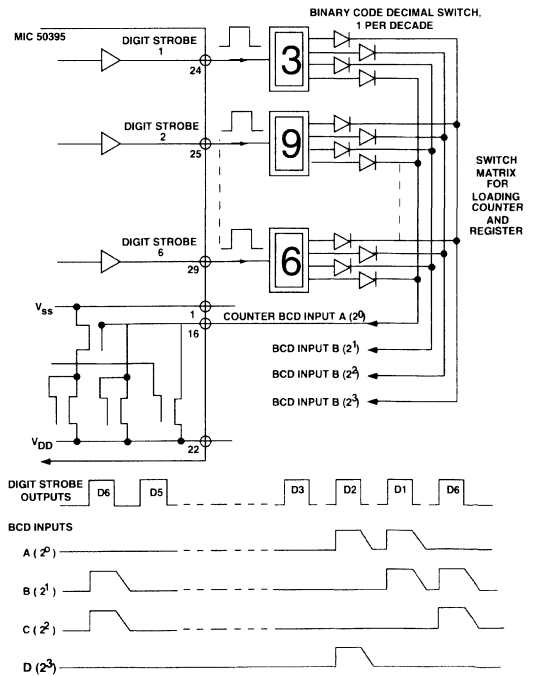 BINARY CODE DECIMAL SWITCH,
1 PER DECADE
MIC 50395
DIGIT STROBE
1
24
3
DIGIT STROBE
2
25
9
SWITCH
MATRIX
FOR
LOADING
COUNTER
AND
REGISTER
DIGIT STROBE
6
29
6
Vss
1
COUNTER BCD INPUT A (2⁰)
16
BCD INPUT B (2¹)
BCD INPUT B (2²)
BCD INPUT B (2³)
VDD
22
DIGIT STROBE
OUTPUTS
D6 D5 D3 D2 D1 D6
BCD INPUTS
A (2⁰)
B (2¹)
C (2²)
D (2³)